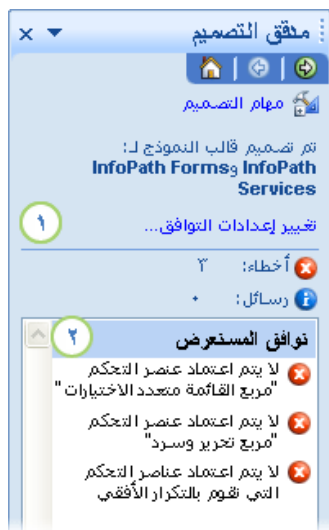 مدقق التصميم
مهام التصميم
تم تصميم قالب النموذج لـ:
InfoPath وInfoPath Forms
Services
١
تغيير إعدادات التوافق...
أخطاء: ٣
رسائل: ٠
توافق المستعرض
٢
لا يتم اعتماد عنصر التحكم
"مربع القائمة متعدد الاختيارات"
لا يتم اعتماد عنصر التحكم
"مربع تحرير وسرد"
لا يتم اعتماد عناصر التحكم
التي تقوم بالتكرار الأفقي